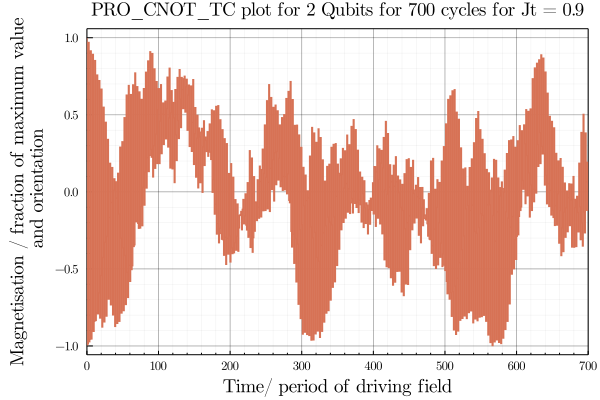 PRO_CNOT_TC plot for 2 Qubits for 700 cycles for Jt = 0.9
Magnetisation / fraction of maximum value
and orientation
1.0
0.5
0.0
−0.5
−1.0
0 100 200 300 400 500 600 700
Time/ period of driving field